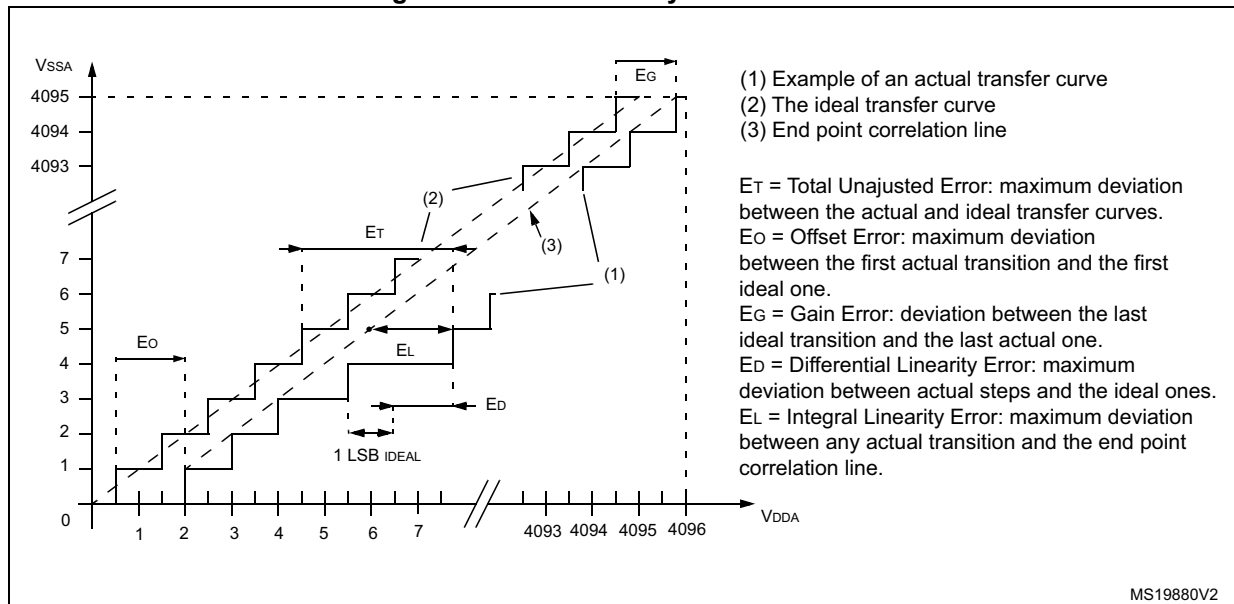 VSSA
EG
4095
4094
4093
(2)
(3)
(1)
ET
7
6
5
4
3
2
1
0
EO
EL
ED
1 LSB IDEAL
1 2 3 4 5 6 7 4093 4094 4095 4096
VDDA
(1) Example of an actual transfer curve
(2) The ideal transfer curve
(3) End point correlation line
ET = Total Unajusted Error: maximum deviation
between the actual and ideal transfer curves.
EO = Offset Error: maximum deviation
between the first actual transition and the first
ideal one.
EG = Gain Error: deviation between the last
ideal transition and the last actual one.
ED = Differential Linearity Error: maximum
deviation between actual steps and the ideal ones.
EL = Integral Linearity Error: maximum deviation
between any actual transition and the end point
correlation line.
MS19880V2